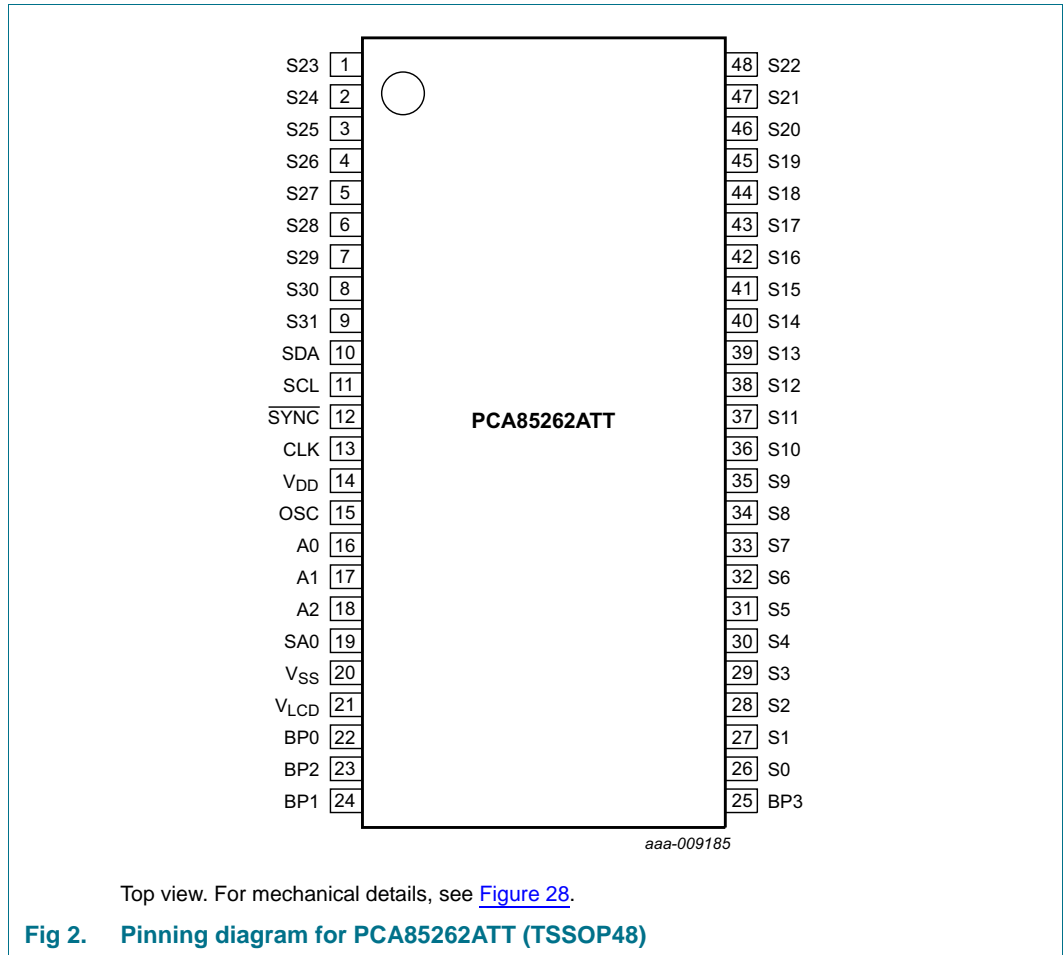 S23 1 48 S22
S24 2 47 S21
S25 3 46 S20
S26 4 45 S19
S27 5 44 S18
S28 6 43 S17
S29 7 42 S16
S30 8 41 S15
S31 9 40 S14
SDA 10 39 S13
SCL 11 38 S12
SYNC 12 PCA85262ATT 37 S11
CLK 13 36 S10
VDD 14 35 S9
OSC 15 34 S8
A0 16 33 S7
A1 17 32 S6
A2 18 31 S5
SA0 19 30 S4
VSS 20 29 S3
VLCD 21 28 S2
BP0 22 27 S1
BP2 23 26 S0
BP1 24 25 BP3
aaa-009185
Top view. For mechanical details, see Figure 28.
Fig 2. Pinning diagram for PCA85262ATT (TSSOP48)